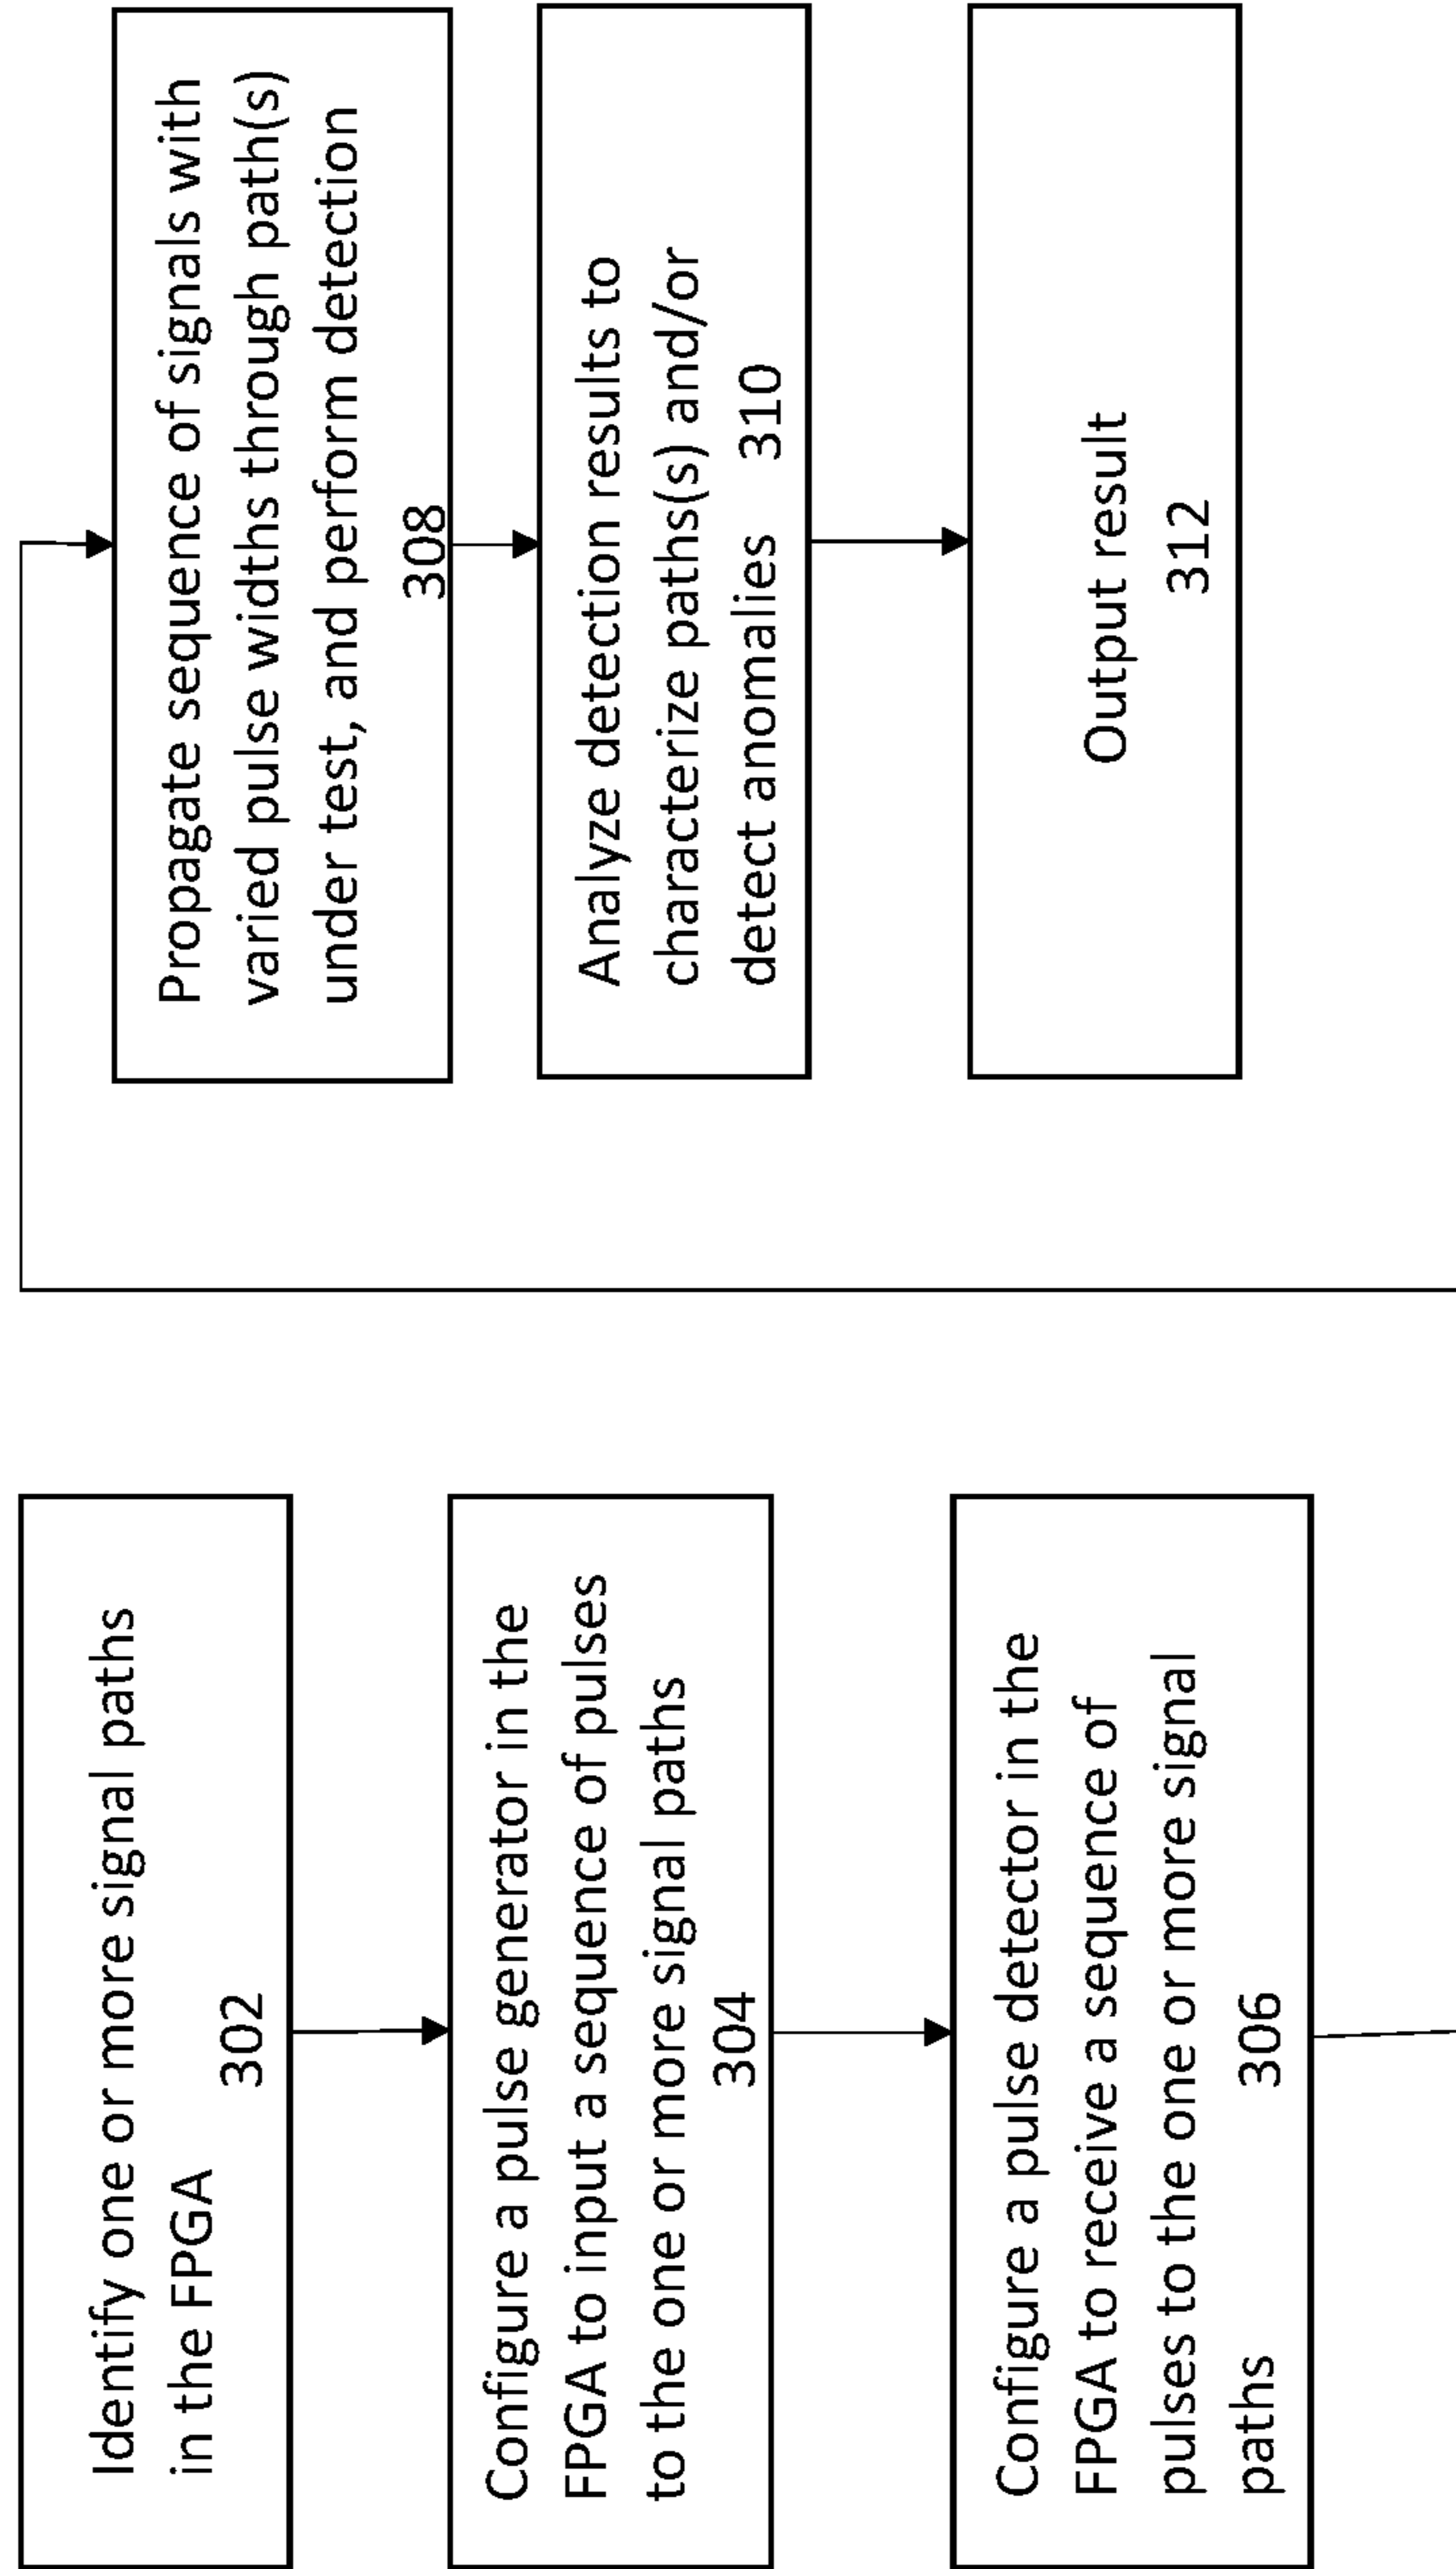 Identify one or more signal paths
in the FPGA
302
Configure a pulse generator in the
FPGA to input a sequence of pulses
to the one or more signal paths
304
Configure a pulse detector in the
FPGA to receive a sequence of
pulses to the one or more signal
paths
306
Propagate sequence of signals with
varied pulse widths through path(s)
under test, and perform detection
308
Analyze detection results to
characterize paths(s) and/or
detect anomalies 310
Output result
312